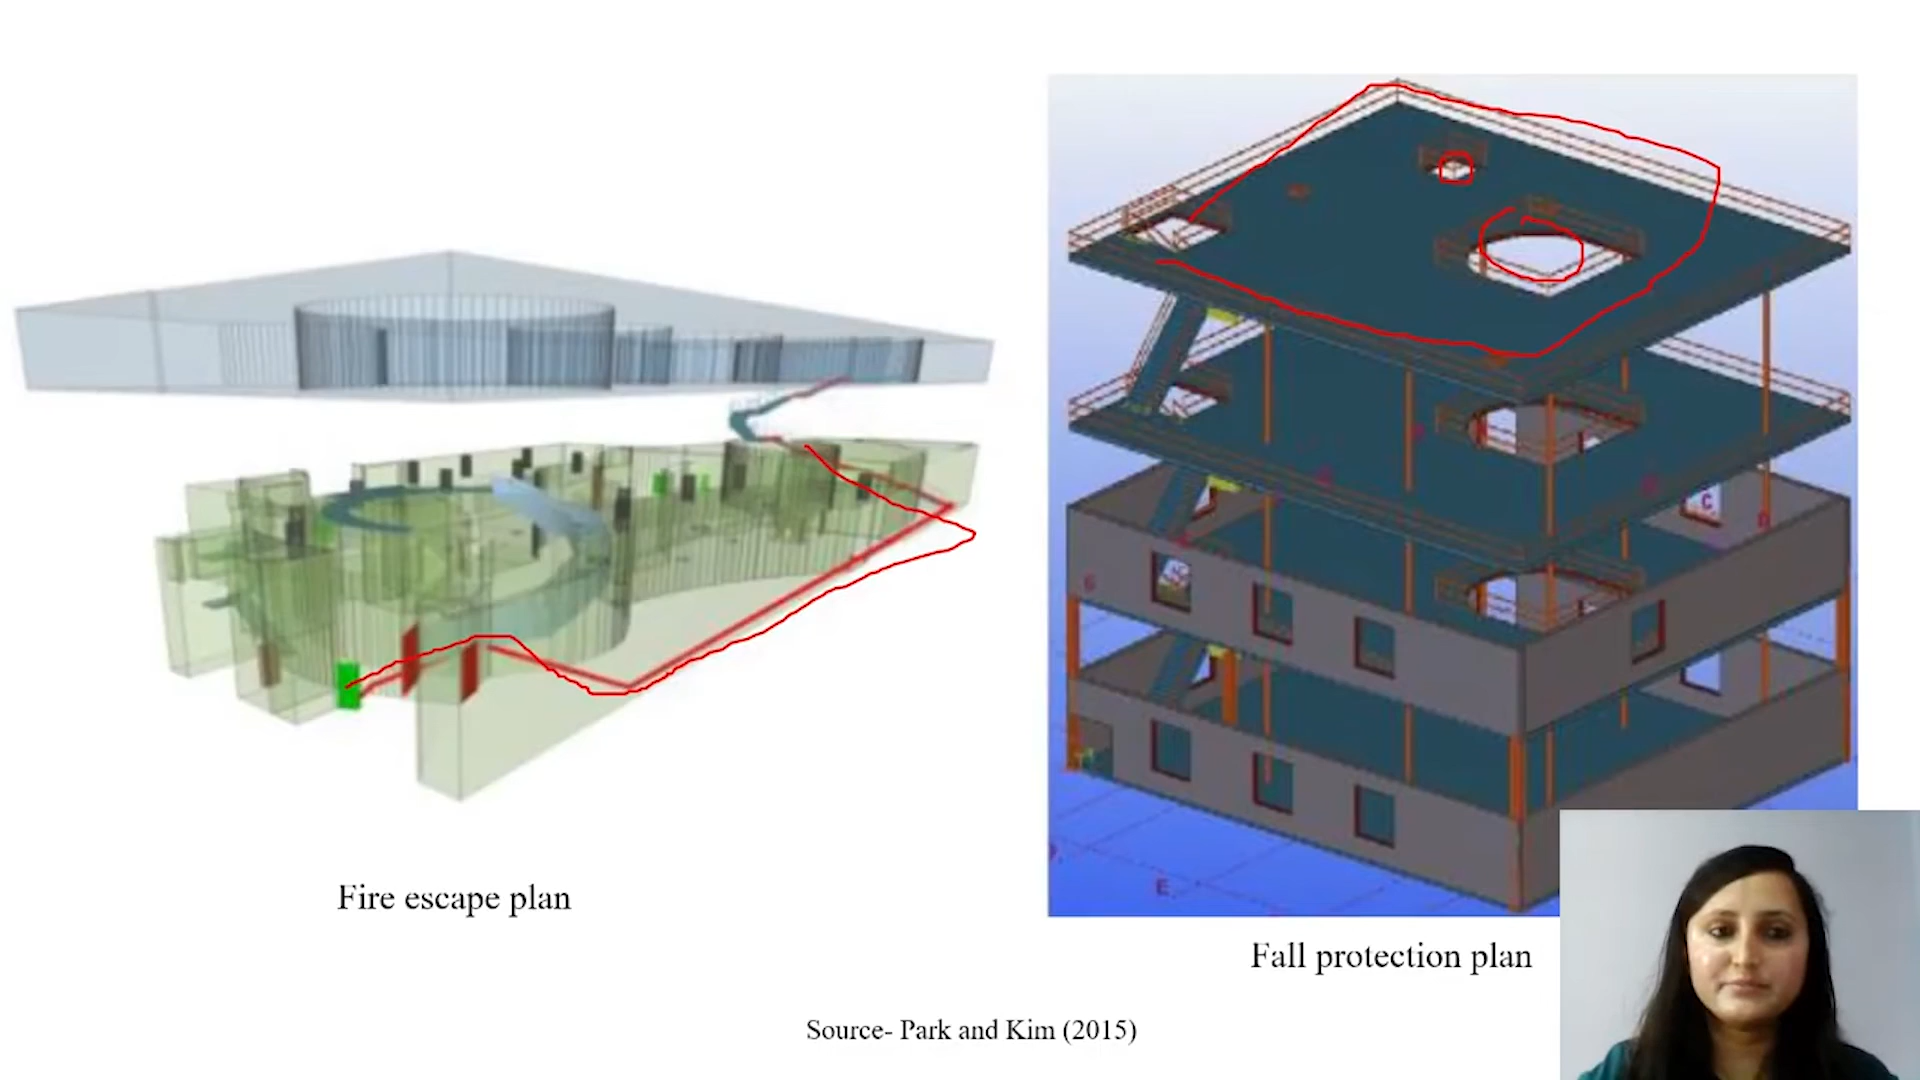 C
G
E
Fire escape plan
Fall protection plan
Source- Park and Kim (2015)